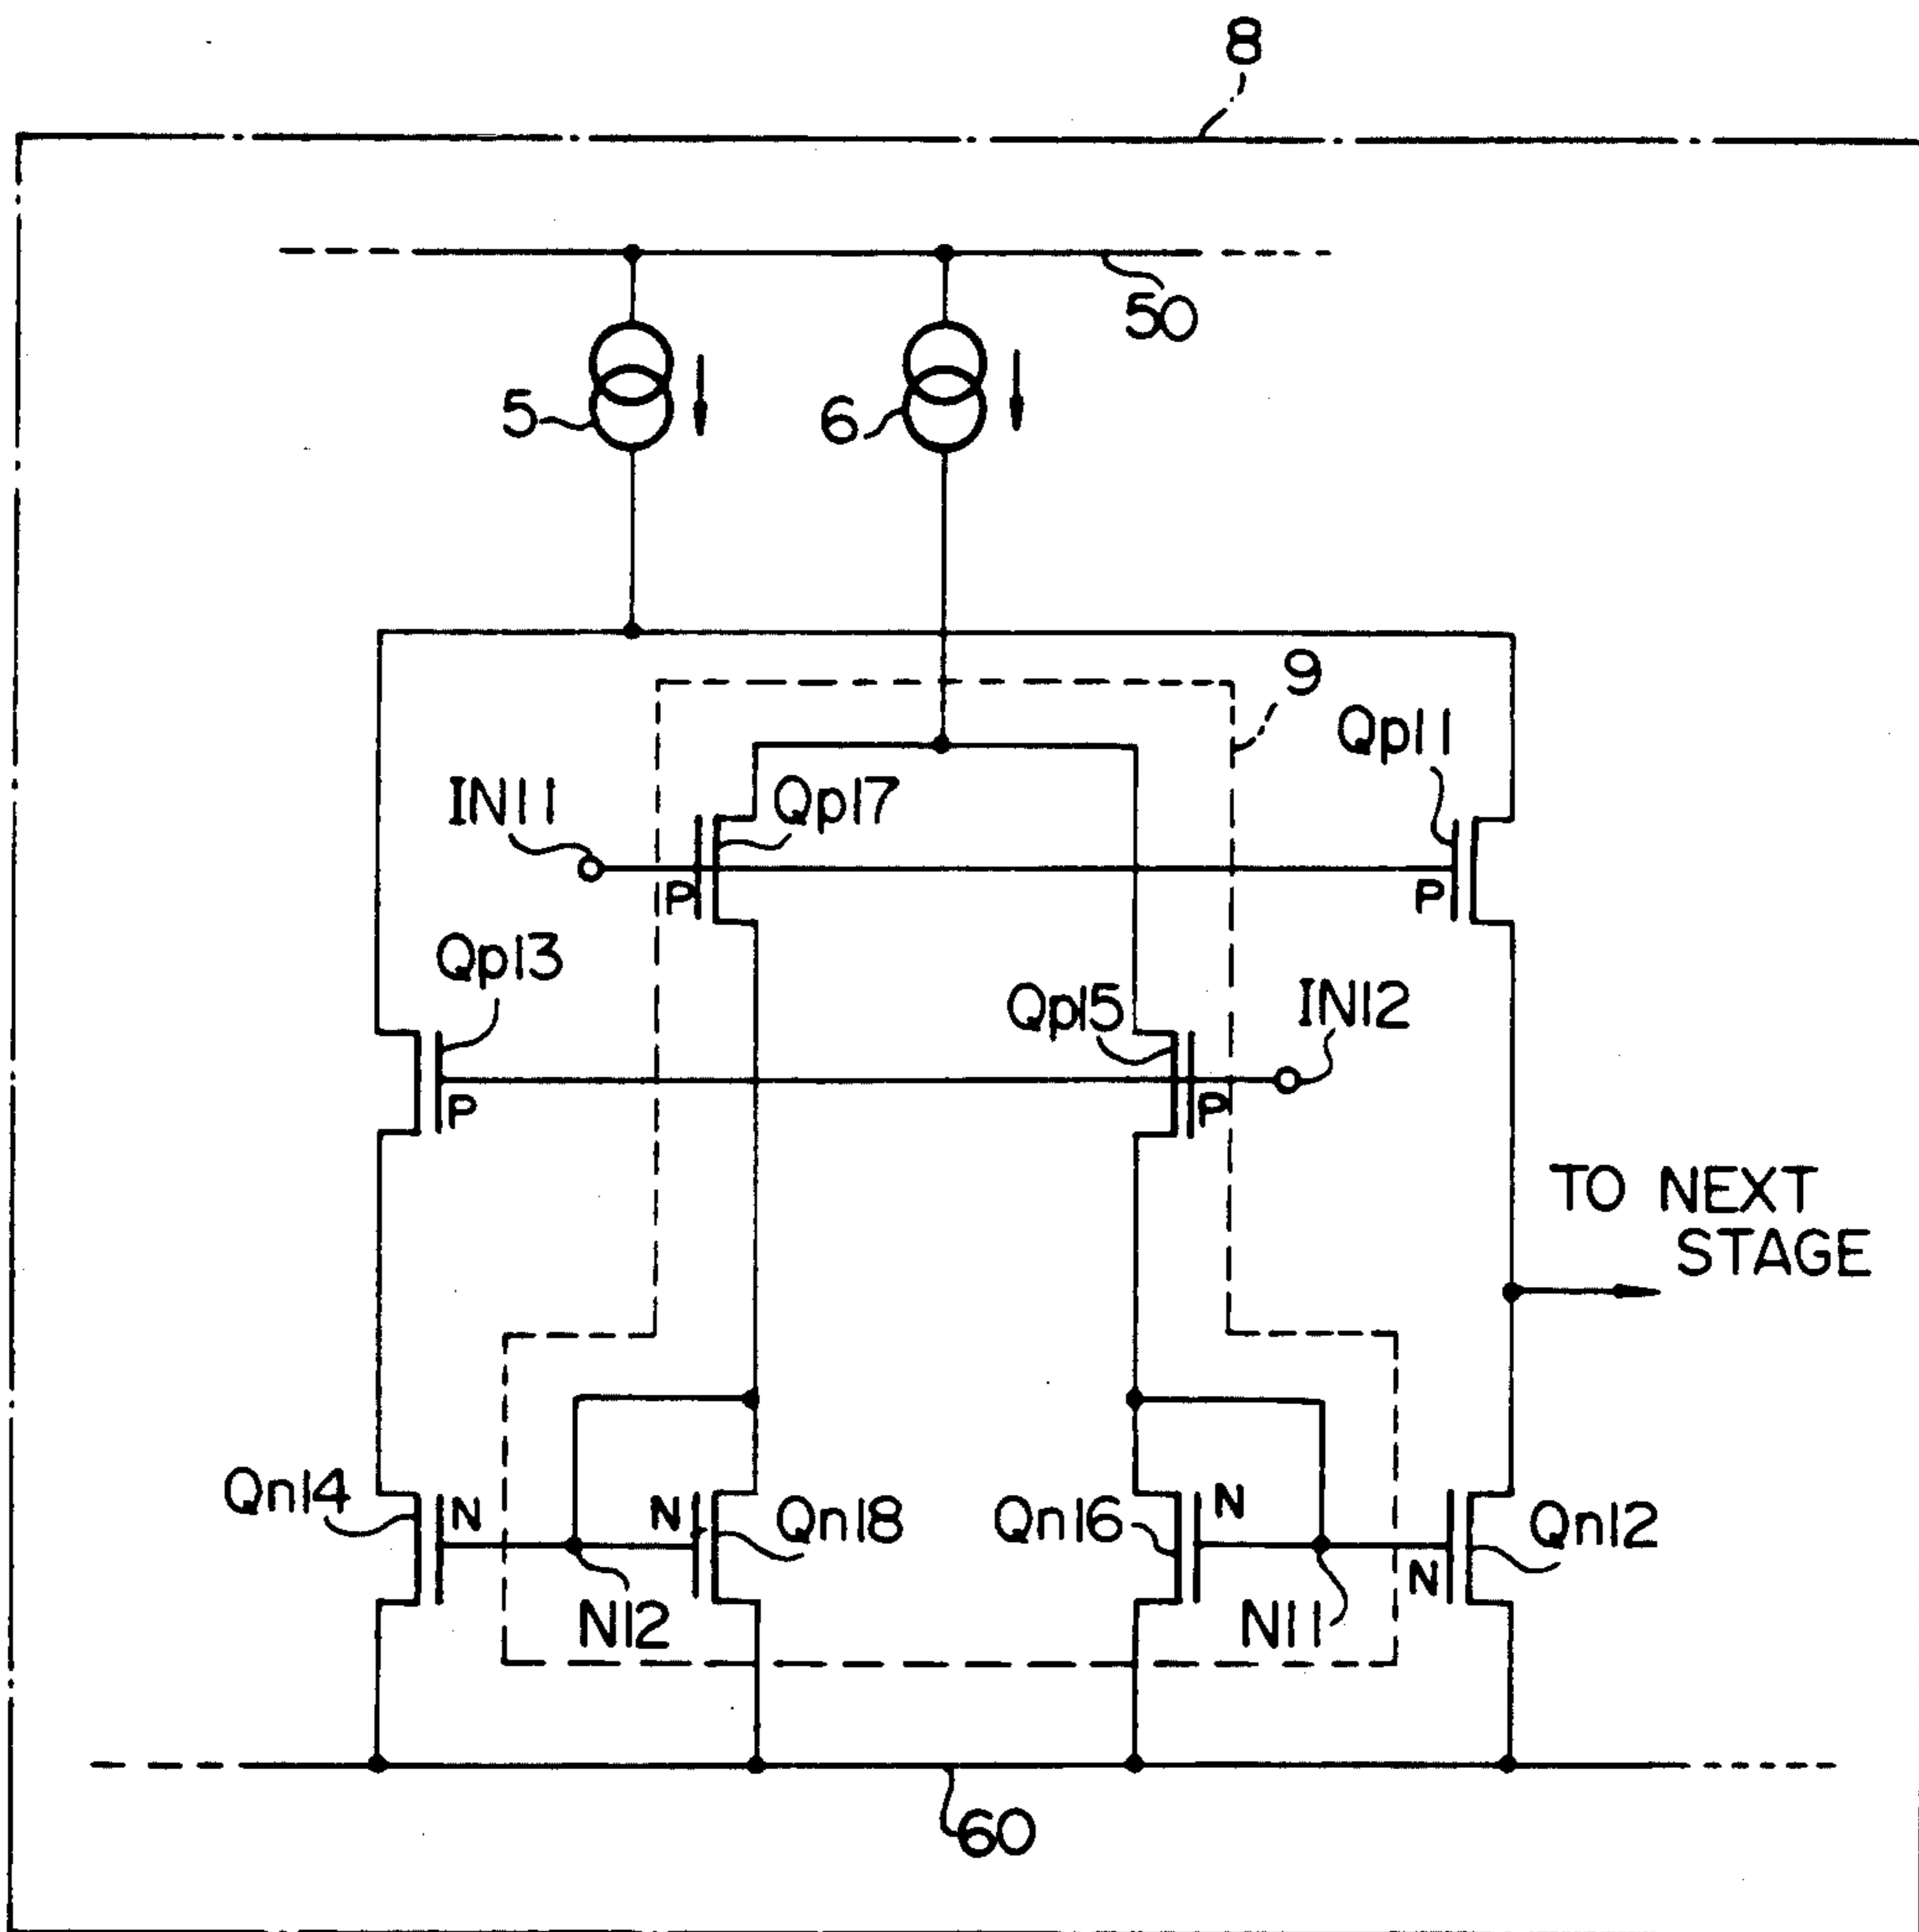 8
50
5
6
9
Qp11
IN11
Qp17
P
P
Qp13
Qp15
IN12
P
P
TO NEXT
STAGE
Qn14
N
N
Qn18
Qn16
N
Qn12
N
N12
N11
60